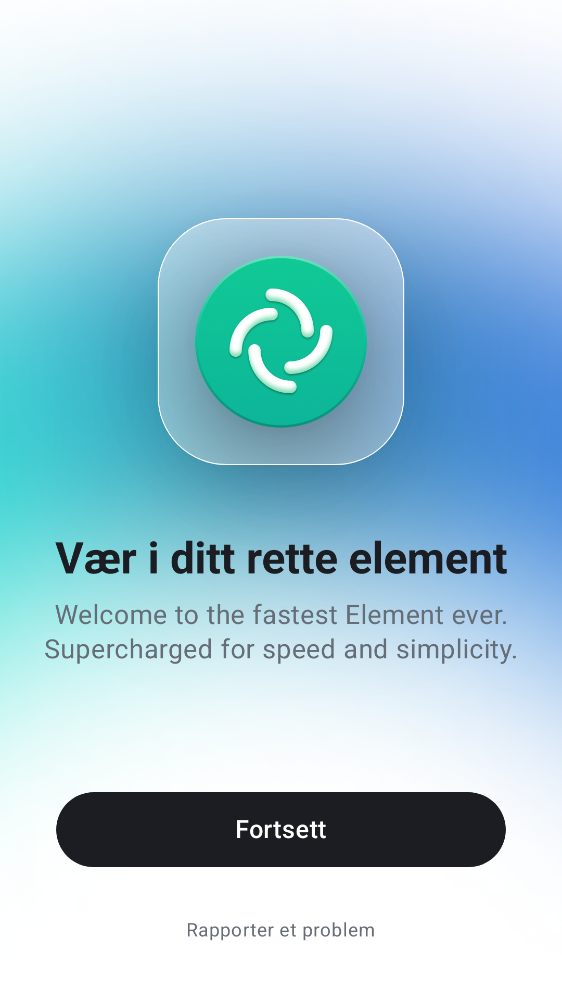 Vær i ditt rette element
Welcome to the fastest Element ever.
Supercharged for speed and simplicity.
Fortsett
Rapporter et problem